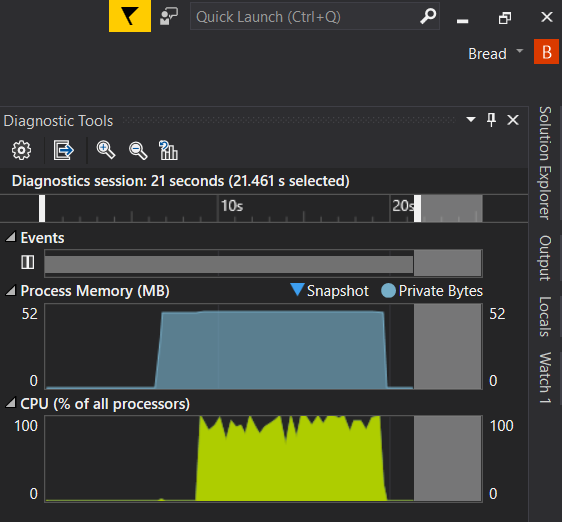 Quick Launch (Ctrl+Q)
Bread
B
Diagnostic Tools
Diagnostics session: 21 seconds (21.461 s selected)
10s
20s
Events
Process Memory (MB)
Snapshot
Private Bytes
52
52
0
0
CPU (% of all processors)
100
100
0
0
Solution Explorer
Output
Locals
Watch 1